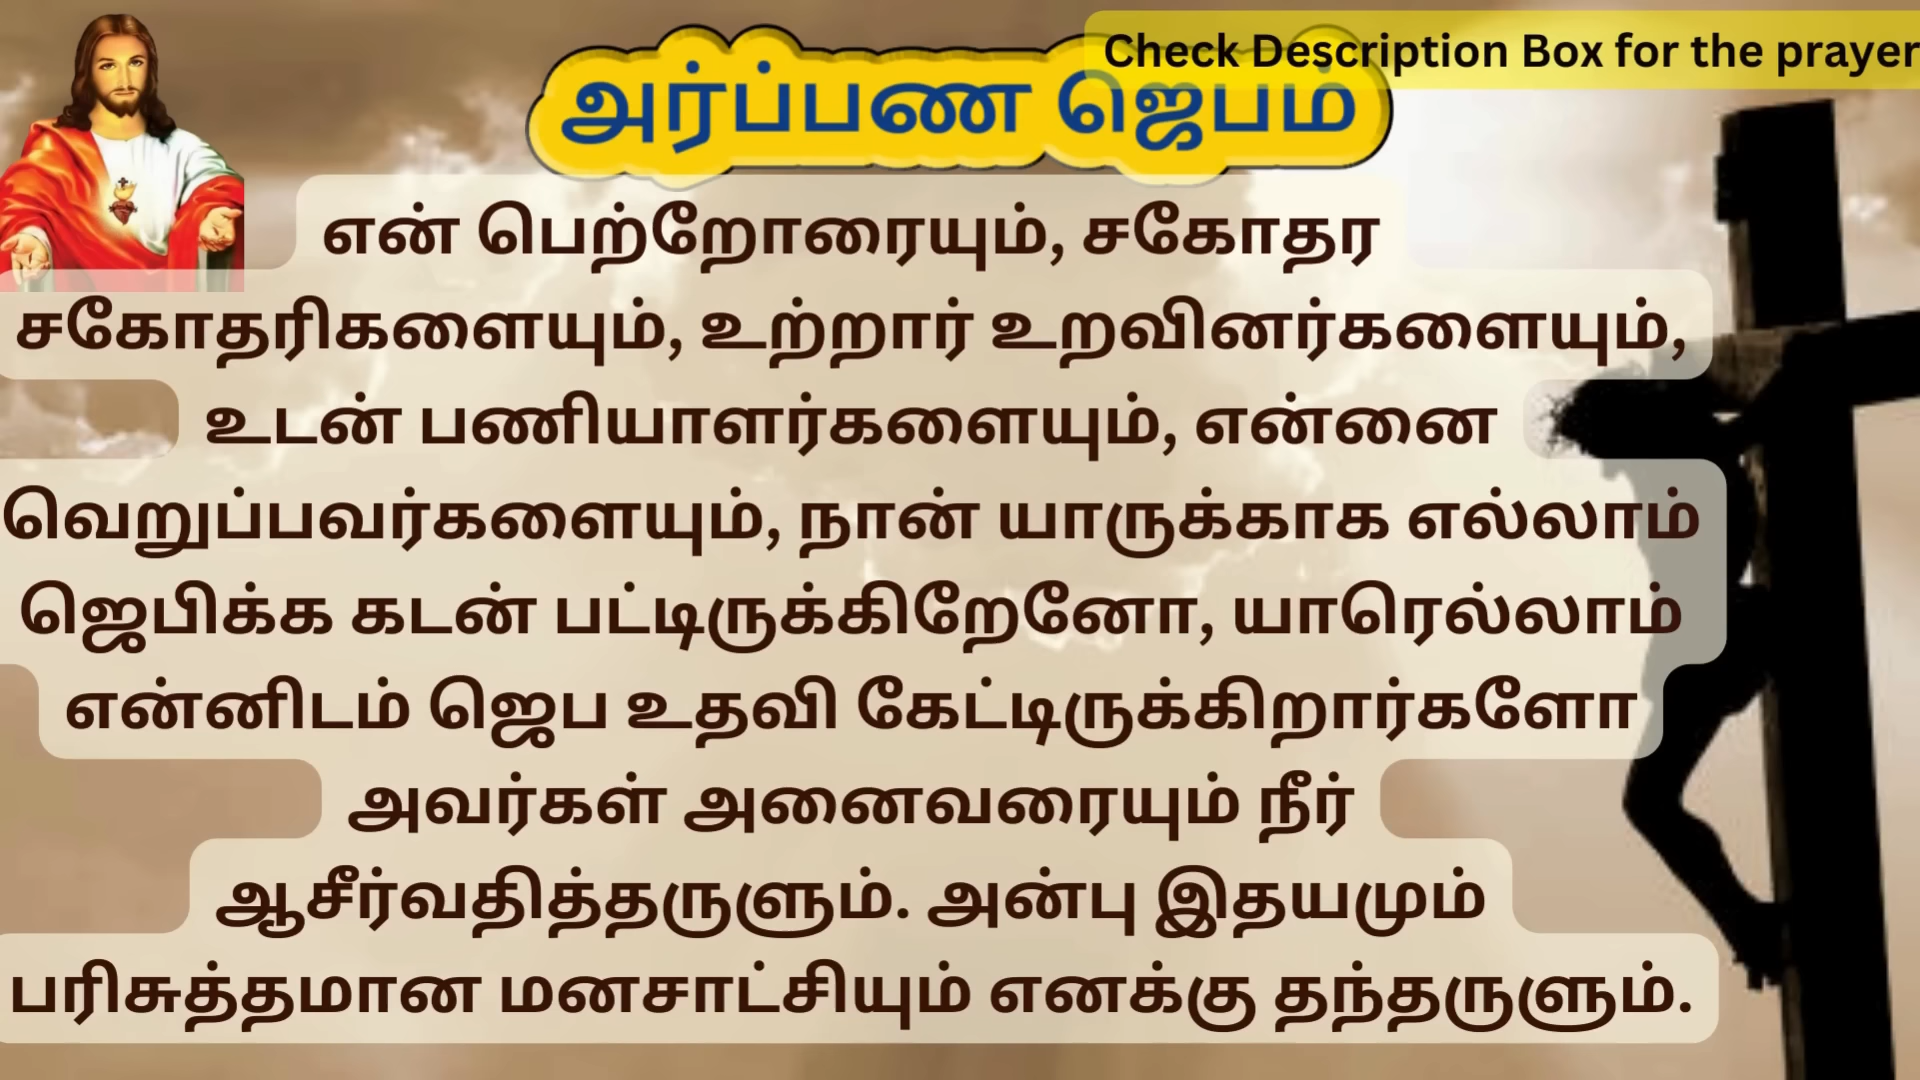 Check Description Box for the prayer
அர்ப்பண ஜெபம்
என் பெற்றோரையும், சகோதர
சகோதரிகளையும், உற்றார் உறவினர்களையும்,
உடன் பணியாளர்களையும், என்னை
வெறுப்பவர்களையும், நான் யாருக்காக எல்லாம்
ஜெபிக்க கடன் பட்டிருக்கிறேனோ, யாரெல்லாம்
என்னிடம் ஜெப உதவி கேட்டிருக்கிறார்களோ
அவர்கள் அனைவரையும் நீர்
ஆசீர்வதித்தருளும். அன்பு இதயமும்
பரிசுத்தமான மனசாட்சியும் எனக்கு தந்தருளும்.